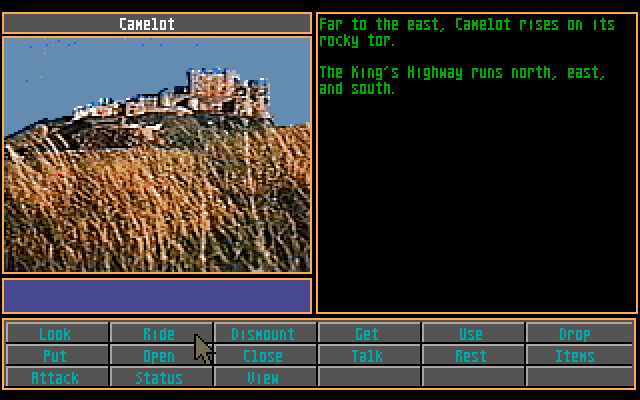 Camelot
Far to the east, Camelot rises on its
rocky tor.
The King's Highway runs north, east,
and south.
Look Ride Dismount Get Use Drop
Put Open Close Talk Rest Items
Attack Status View